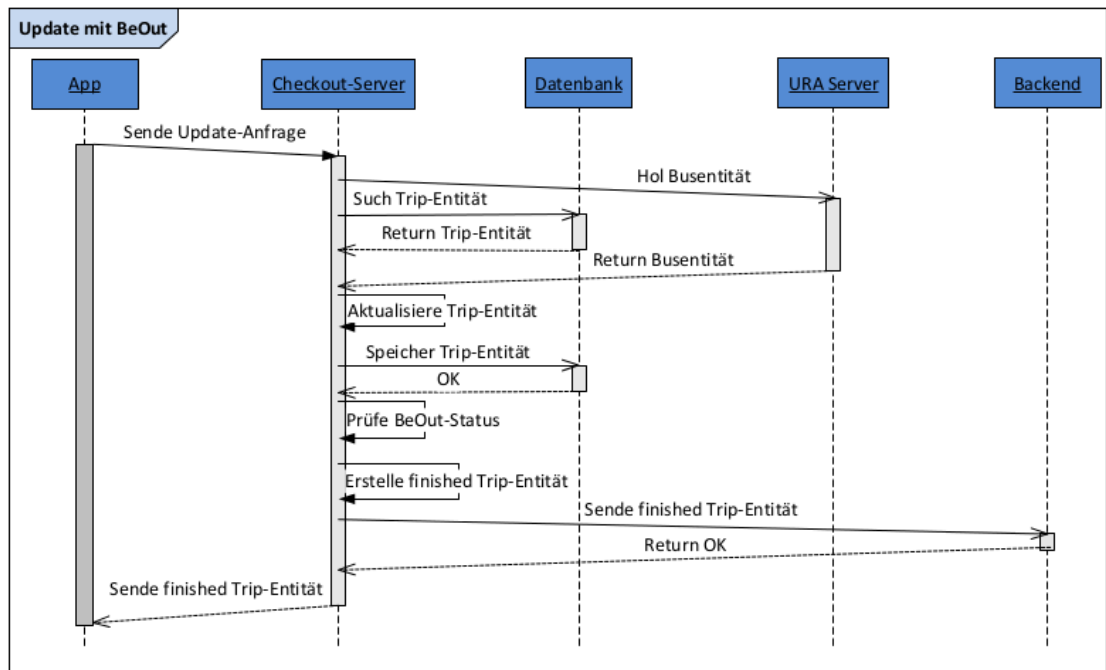 Update mit BeOut
App
Checkout-Server
Datenbank
URA Server
Backend
Sende Update-Anfrage
Hol Busentität
Such Trip-Entität
Return Trip-Entität
Return Busentität
Aktualisiere Trip-Entität
Speicher Trip-Entität
OK
Prüfe BeOut-Status
Erstelle finished Trip-Entität
Sende finished Trip-Entität
Return OK
Sende finished Trip-Entität